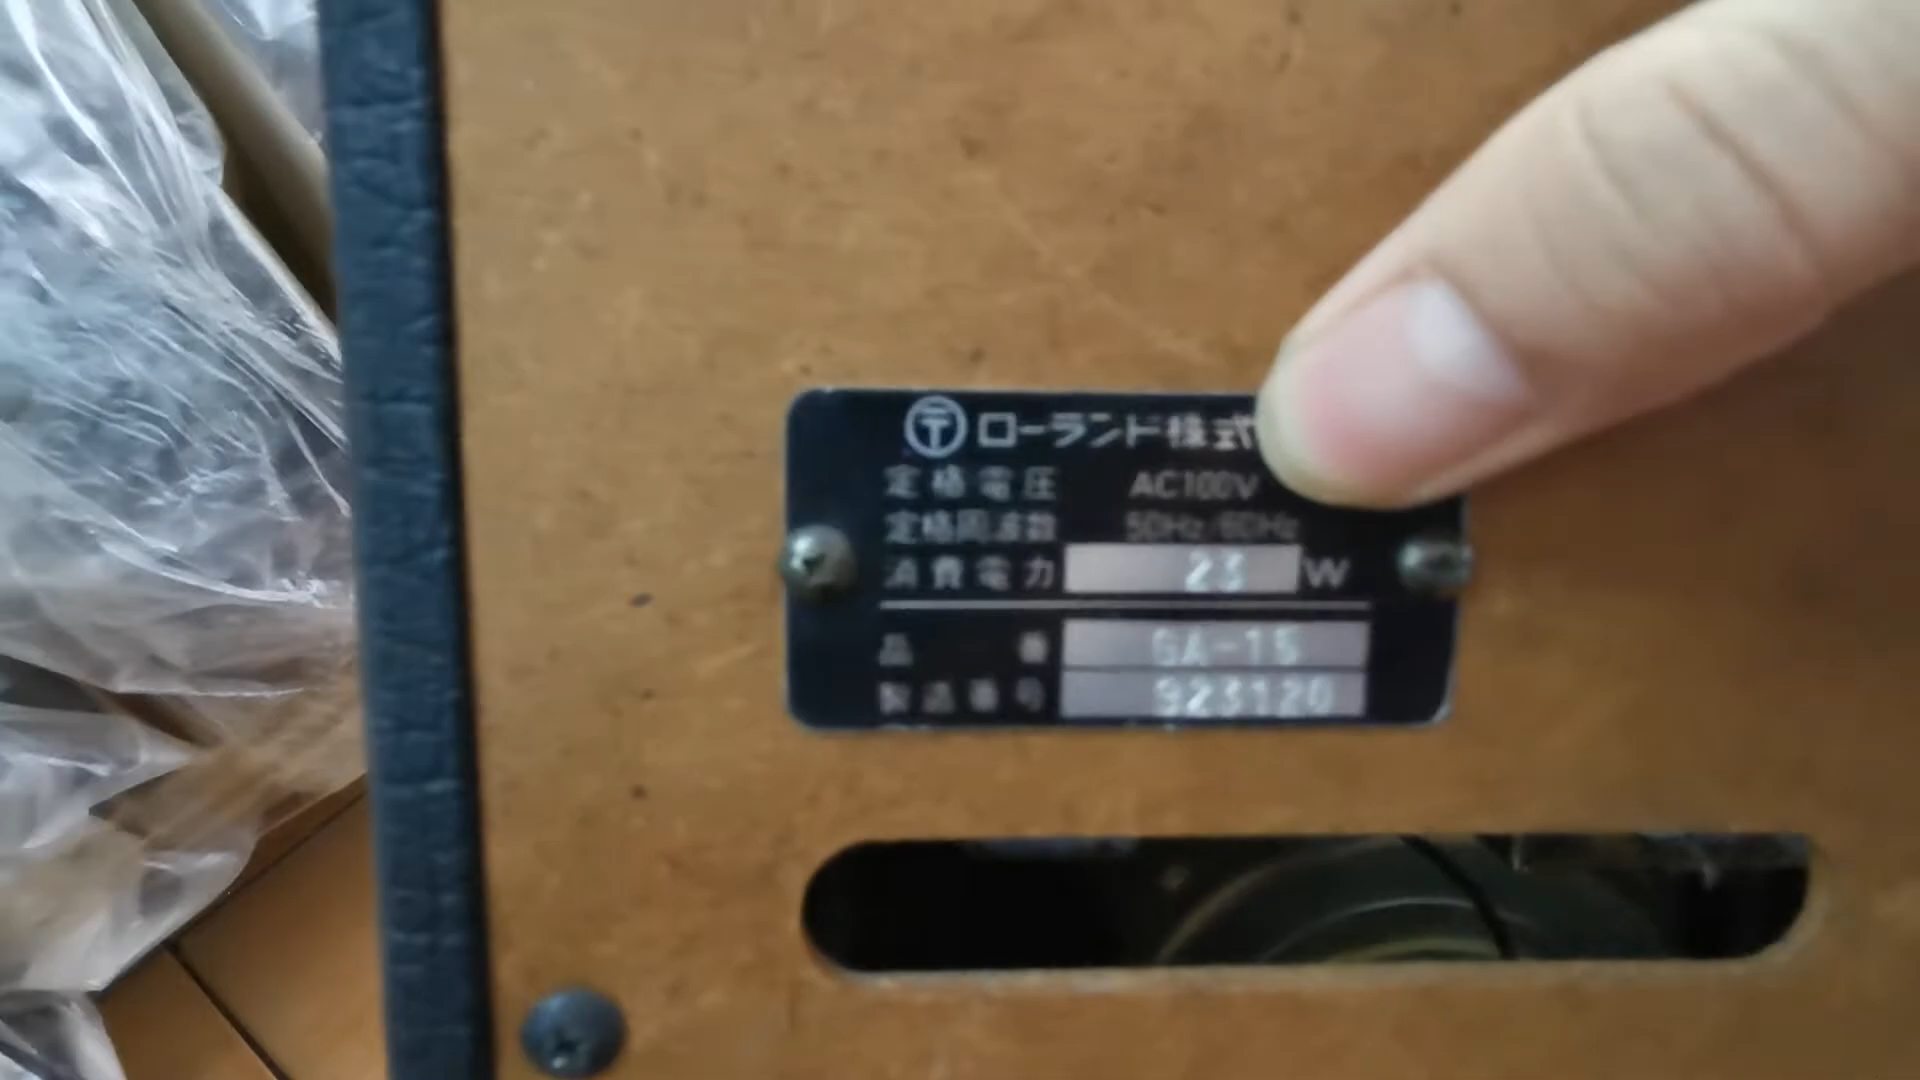 〒 ローランド株式
定格電圧 AC100V
定格周波数 50Hz/60Hz
消費電力 23 W
品番 GA-15
製造番号 923120